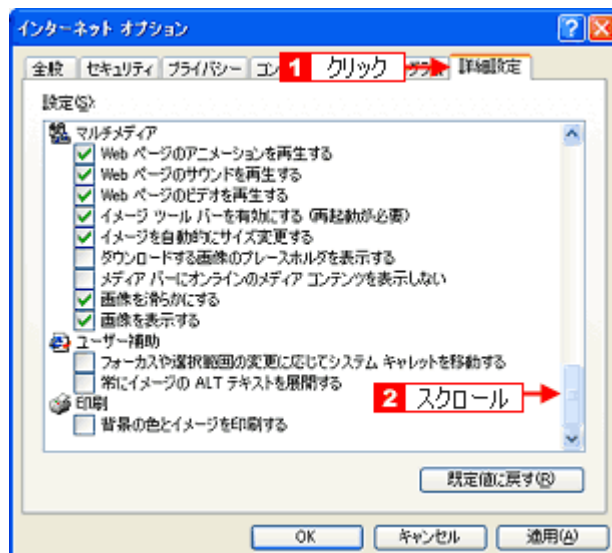 インターネット オプション
全般 セキュリティ プライバシー コン 1 クリック グラム 詳細設定
設定(S):
マルチメディア
Web ページのアニメーションを再生する
Web ページのサウンドを再生する
Web ページのビデオを再生する
イメージ ツール バーを有効にする (再起動が必要)
イメージを自動的にサイズ変更する
ダウンロードする画像のプレースホルダを表示する
メディア バーにオンラインのメディア コンテンツを表示しない
画像を滑らかにする
画像を表示する
ユーザー補助
フォーカスや選択範囲の変更に応じてシステム キャレットを移動する
常にイメージの ALT テキストを展開する
2 スクロール
印刷
背景の色とイメージを印刷する
既定値に戻す(R)
OK キャンセル 適用(A)